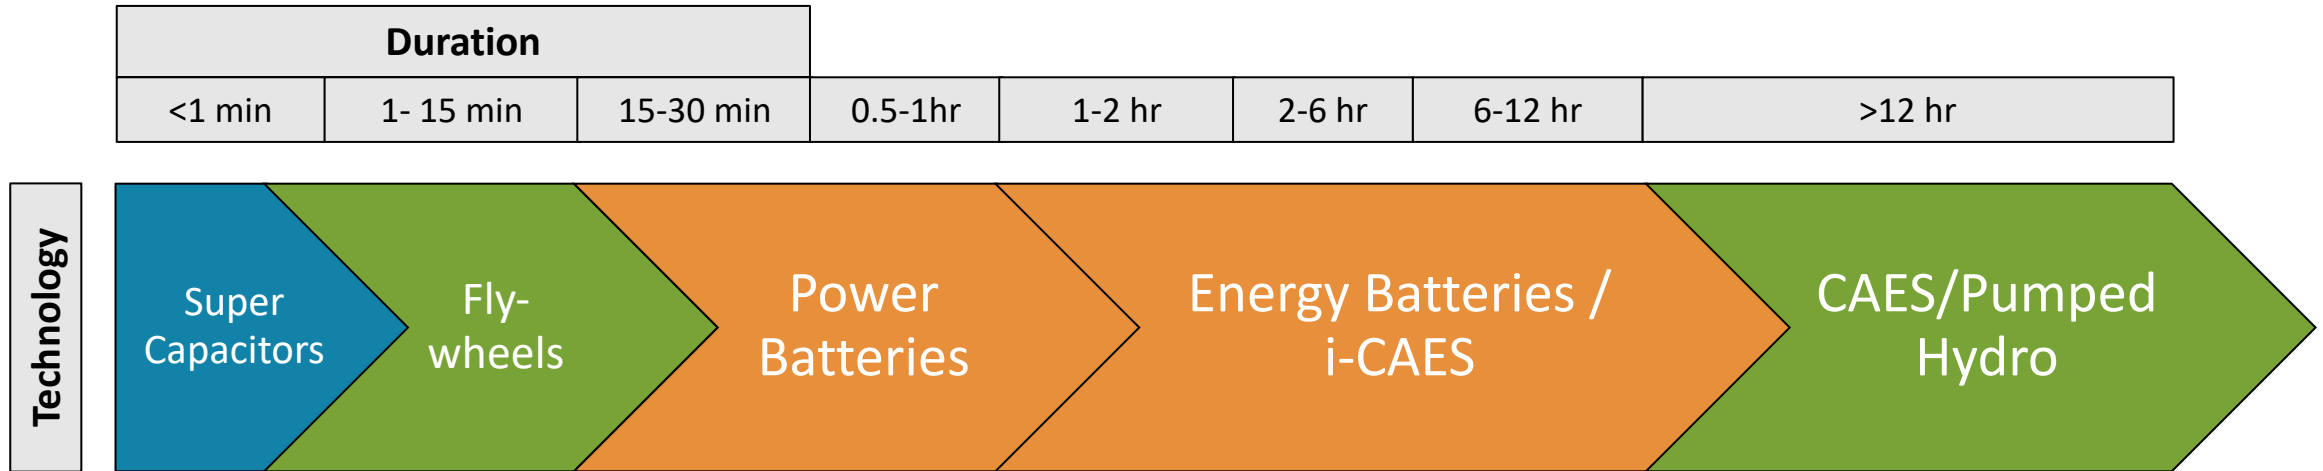 Duration
<1 min
1- 15 min
15-30 min
0.5-1hr
1-2 hr
2-6 hr
6-12 hr
>12 hr
Technology
Super
Capacitors
Fly-
wheels
Power
Batteries
Energy Batteries /
i-CAES
CAES/Pumped
Hydro